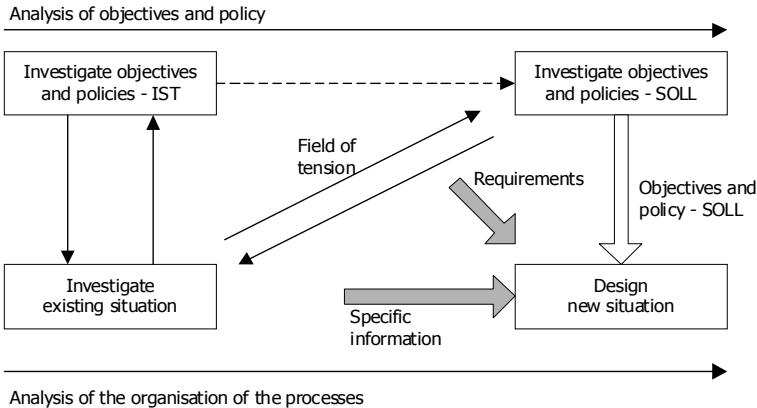 Analysis of objectives and policy
Investigate objectives
and policies - IST
Investigate objectives
and policies - SOLL
Field of
tension
Requirements
Objectives and
policy - SOLL
Investigate
existing situation
Design
new situation
Specific
information
Analysis of the organisation of the processes